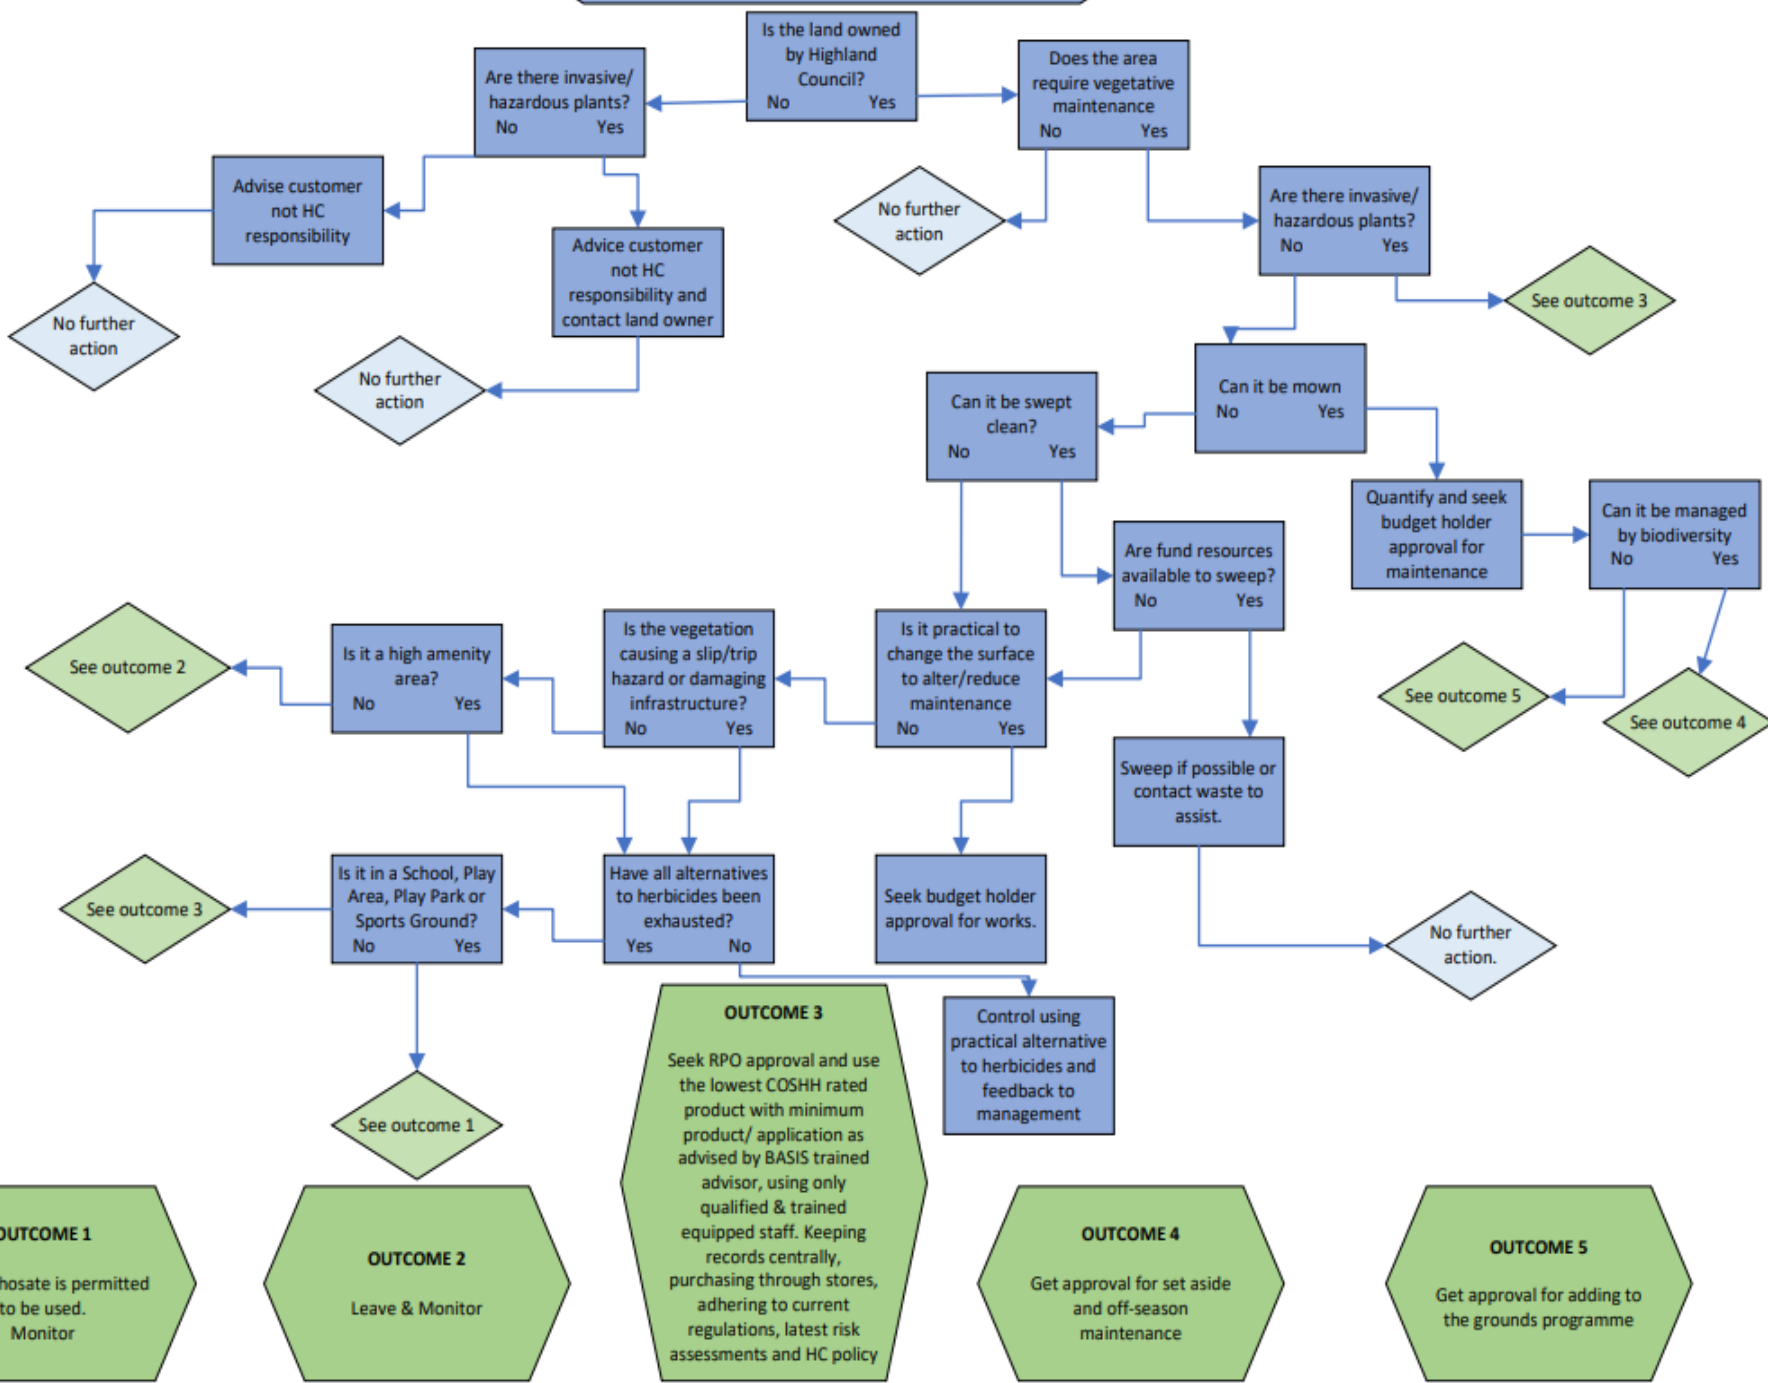 Is the land owned
by Highland
Council?
No Yes
Are there invasive/
hazardous plants?
No Yes
Does the area
require vegetative
maintenance
No Yes
Advise customer
not HC
responsibility
No further
action
Advice customer
not HC
responsibility and
contact land owner
No further
action
No further
action
Are there invasive/
hazardous plants?
No Yes
See outcome 3
Can it be mown
No Yes
Can it be swept
clean?
No Yes
Quantify and seek
budget holder
approval for
maintenance
Can it be managed
by biodiversity
No Yes
Are fund resources
available to sweep?
No Yes
See outcome 5
See outcome 4
Is it practical to
change the surface
to alter/reduce
maintenance
No Yes
Is the vegetation
causing a slip/trip
hazard or damaging
infrastructure?
No Yes
Is it a high amenity
area?
No Yes
See outcome 2
Sweep if possible or
contact waste to
assist.
No further
action.
Seek budget holder
approval for works.
Have all alternatives
to herbicides been
exhausted?
Yes No
Is it in a School, Play
Area, Play Park or
Sports Ground?
No Yes
See outcome 3
Control using
practical alternative
to herbicides and
feedback to
management
See outcome 1
OUTCOME 1
hosate is permitted
to be used.
Monitor
OUTCOME 2
Leave & Monitor
OUTCOME 3
Seek RPO approval and use
the lowest COSHH rated
product with minimum
product/ application as
advised by BASIS trained
advisor, using only
qualified & trained
equipped staff. Keeping
records centrally,
purchasing through stores,
adhering to current
regulations, latest risk
assessments and HC policy
OUTCOME 4
Get approval for set aside
and off-season
maintenance
OUTCOME 5
Get approval for adding to
the grounds programme